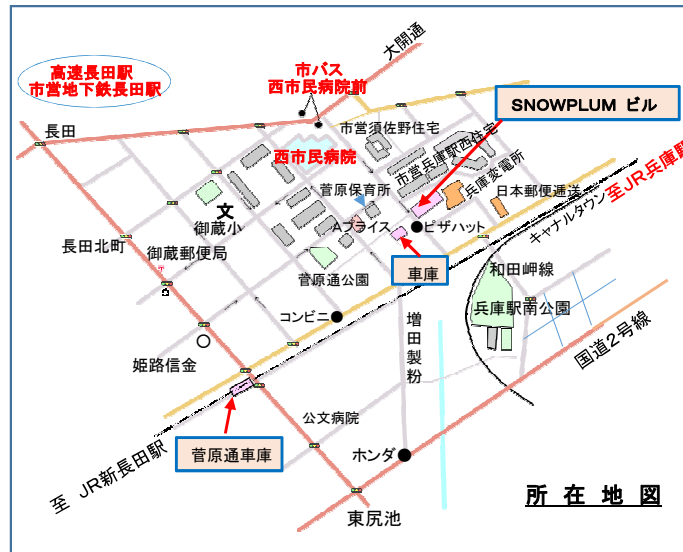 大開通
市バス
西市民病院前
高速長田駅
市営地下鉄長田駅
SNOWPLUM ビル
長田
市営須佐野住宅
西市民病院
市営兵庫駅西住宅
兵庫変電所
菅原保育所
日本郵便逓送
至JR兵庫駅
キャナルタウン
文
御蔵小
Aプライス
ピザハット
長田北町
御蔵郵便局
車庫
菅原通公園
和田岬線
兵庫駅南公園
コンビニ
増田製粉
国道2号線
姫路信金
公文病院
菅原通車庫
至 JR新長田駅
ホンダ
所在地図
東尻池